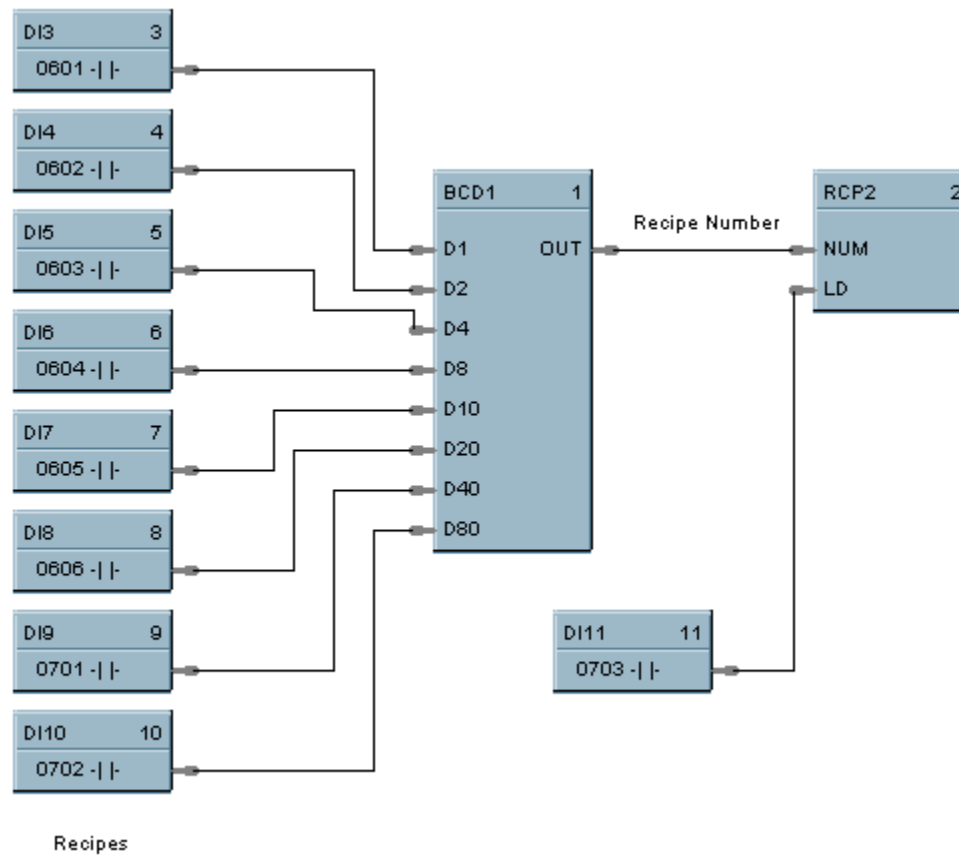 DI3 3
0601 -| |-
DI4 4
0602 -| |-
DI5 5
0603 -| |-
DI6 6
0604 -| |-
DI7 7
0605 -| |-
DI8 8
0606 -| |-
DI9 9
0701 -| |-
DI10 10
0702 -| |-
Recipes
BCD1 1
D1 OUT
D2
D4
D8
D10
D20
D40
D80
Recipe Number
RCP2 2
NUM
LD
DI11 11
0703 -| |-